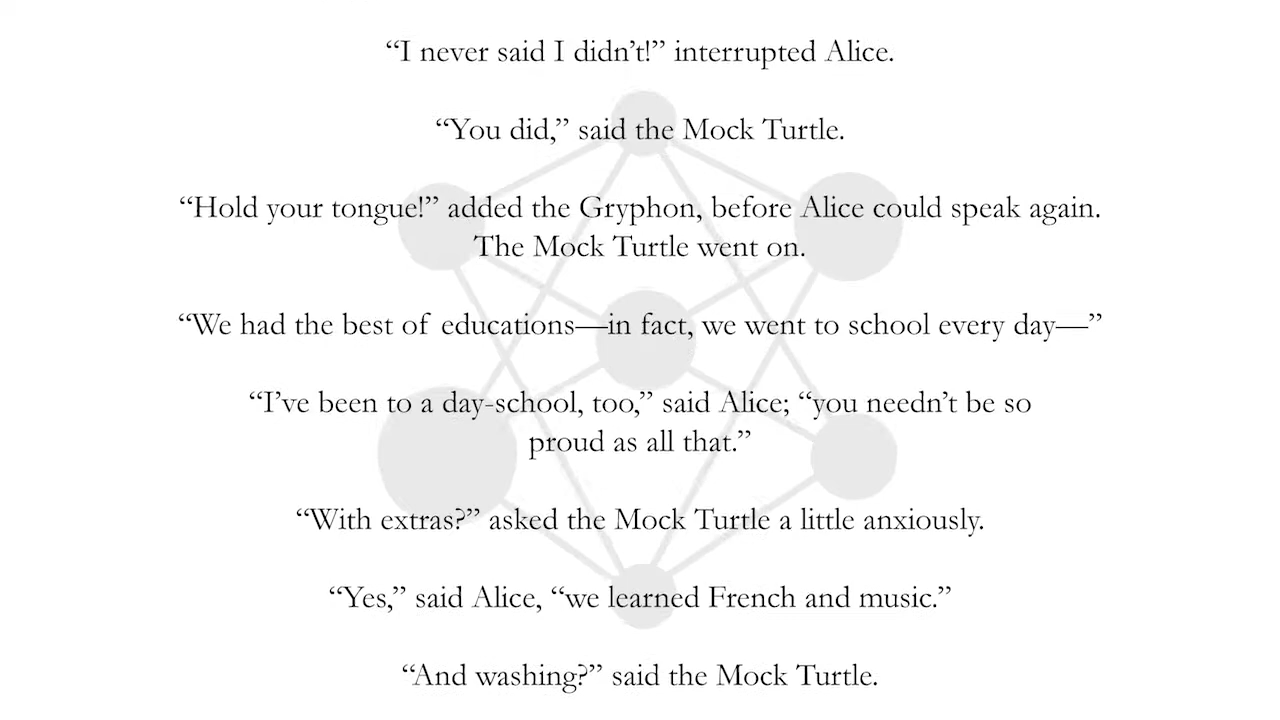 “I never said I didn’t!” interrupted Alice.
“You did,” said the Mock Turtle.
“Hold your tongue!” added the Gryphon, before Alice could speak again.
The Mock Turtle went on.
“We had the best of educations—in fact, we went to school every day—”
“I’ve been to a day-school, too,” said Alice; “you needn’t be so
proud as all that.”
“With extras?” asked the Mock Turtle a little anxiously.
“Yes,” said Alice, “we learned French and music.”
“And washing?” said the Mock Turtle.